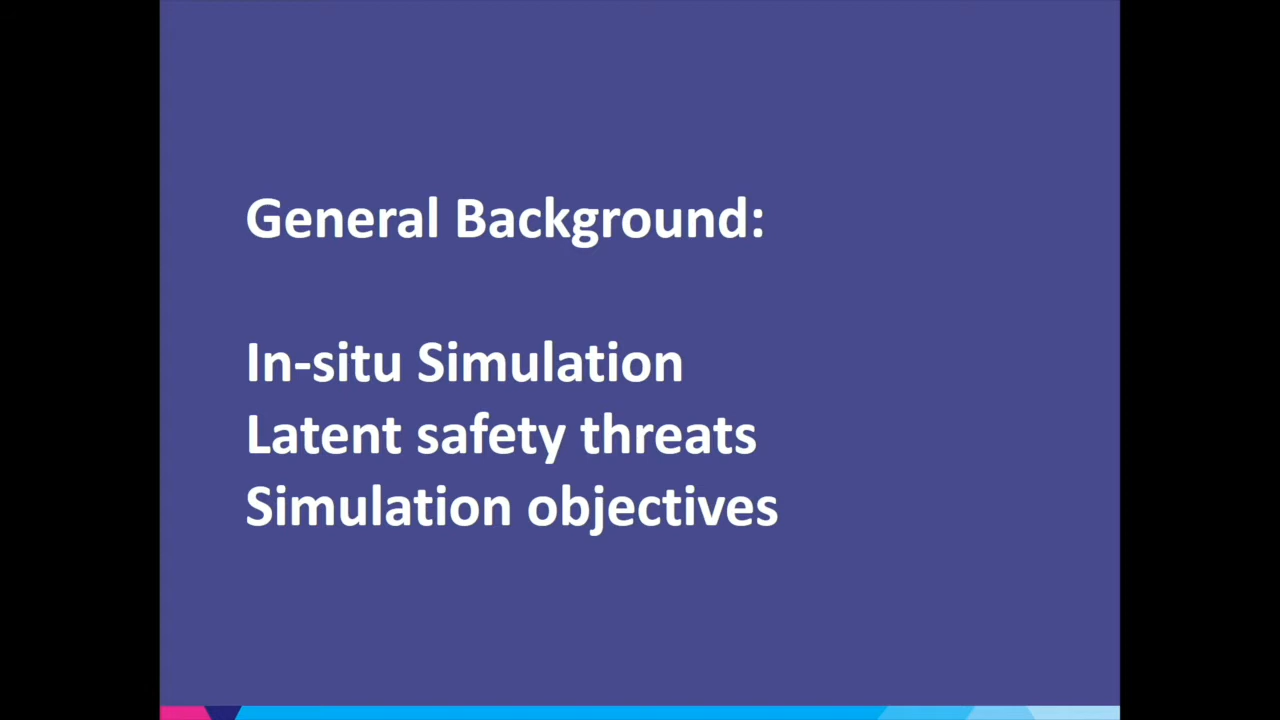 General Background:
In-situ Simulation
Latent safety threats
Simulation objectives